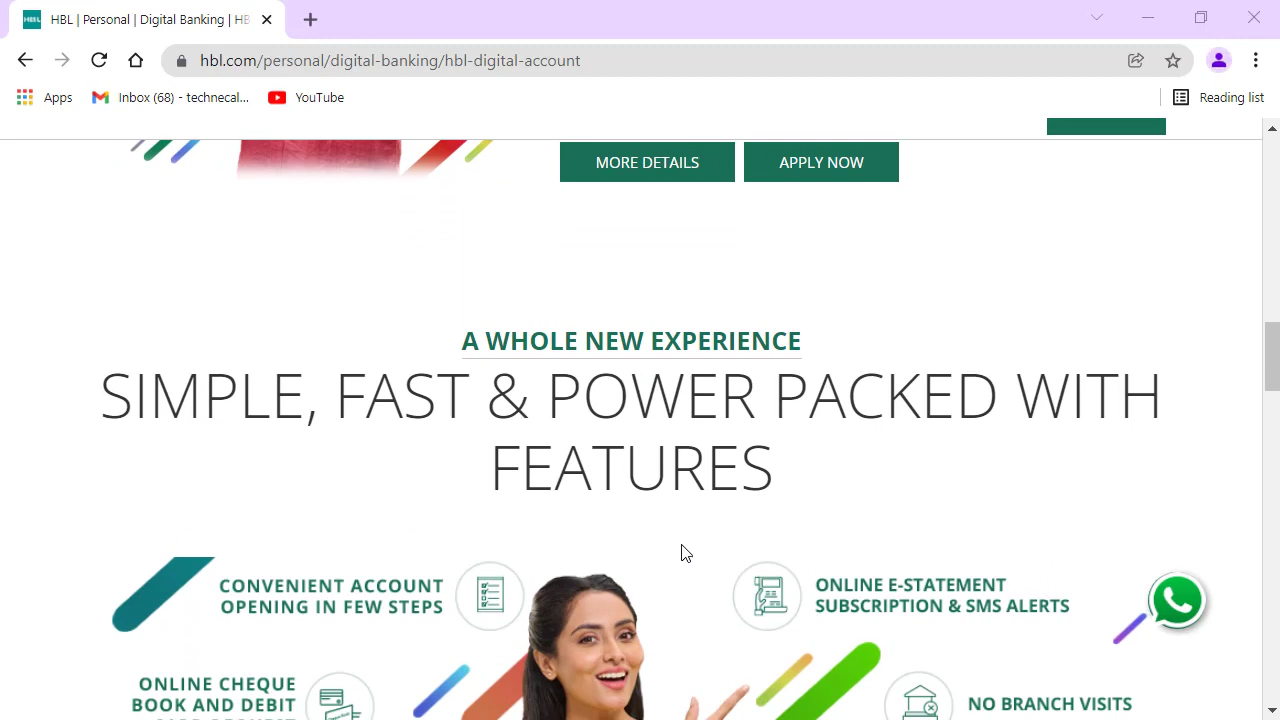 HBL | Personal | Digital Banking | HB
hbl.com/personal/digital-banking/hbl-digital-account
Apps
Inbox (68) - technecal...
YouTube
Reading list
MORE DETAILS
APPLY NOW
A WHOLE NEW EXPERIENCE
SIMPLE, FAST & POWER PACKED WITH
FEATURES
CONVENIENT ACCOUNT
OPENING IN FEW STEPS
ONLINE E-STATEMENT
SUBSCRIPTION & SMS ALERTS
ONLINE CHEQUE
BOOK AND DEBIT
NO BRANCH VISITS